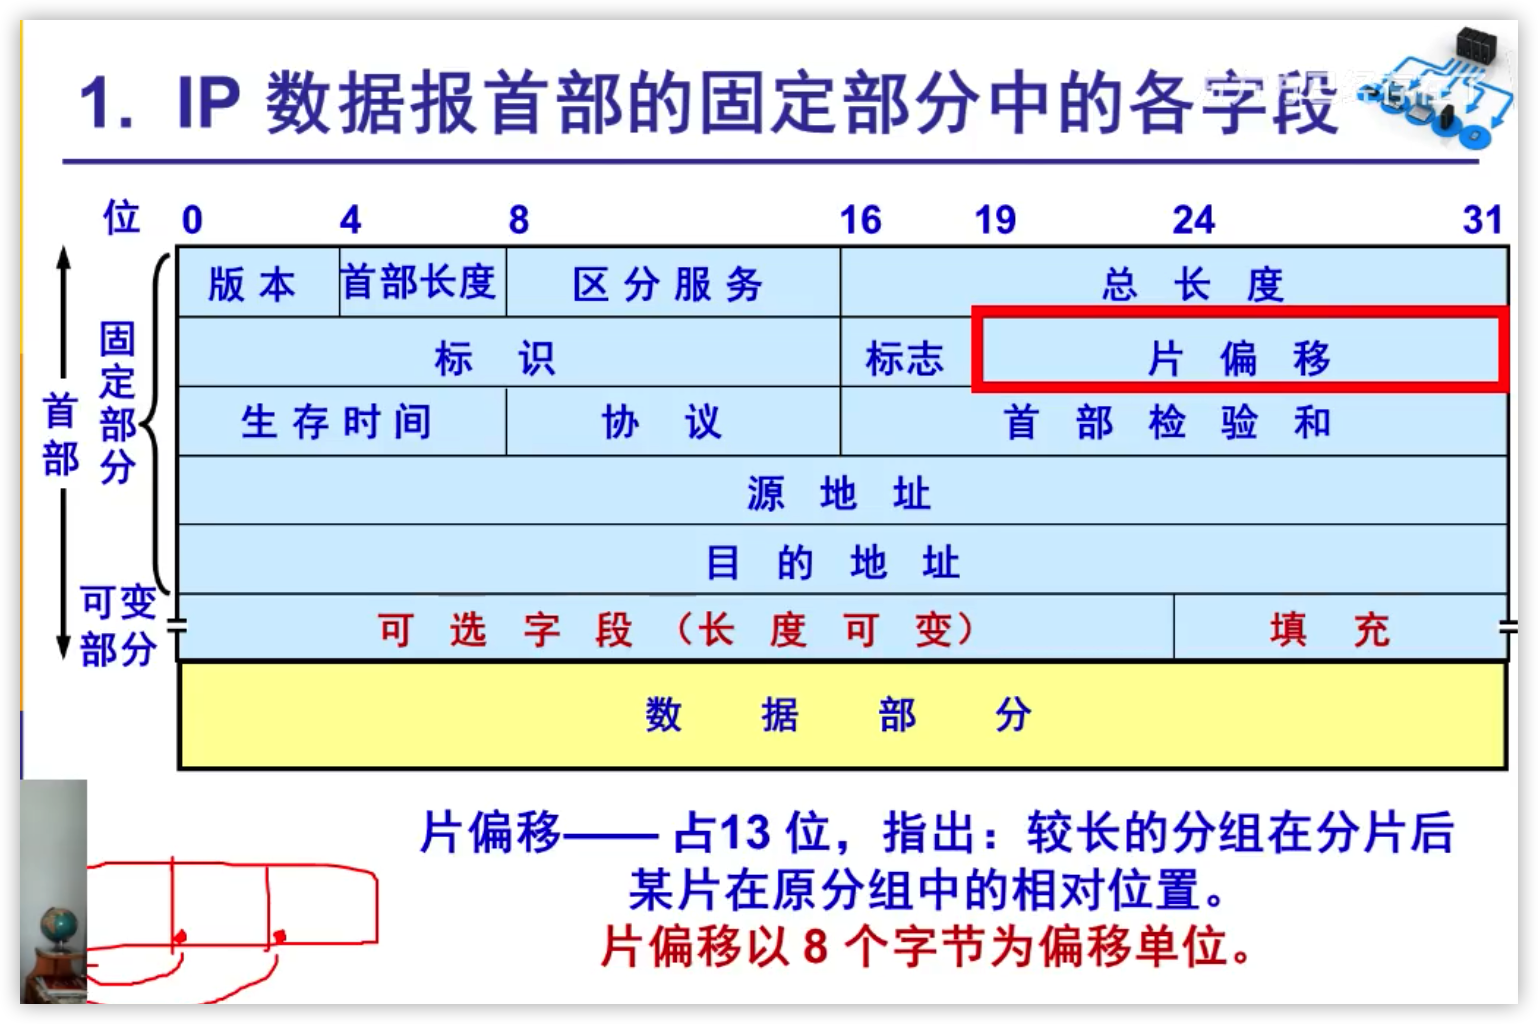 1. IP 数据报首部的固定部分中的各字段
位 0 4 8 16 19 24 31
首部
固定部分
可变部分
版本 首部长度 区分服务 总长度
标识 标志 片偏移
生存时间 协议 首部检验和
源地址
目的地址
可选字段（长度可变） 填充
数据部分
片偏移—— 占13 位，指出：较长的分组在分片后
某片在原分组中的相对位置。
片偏移以 8 个字节为偏移单位。